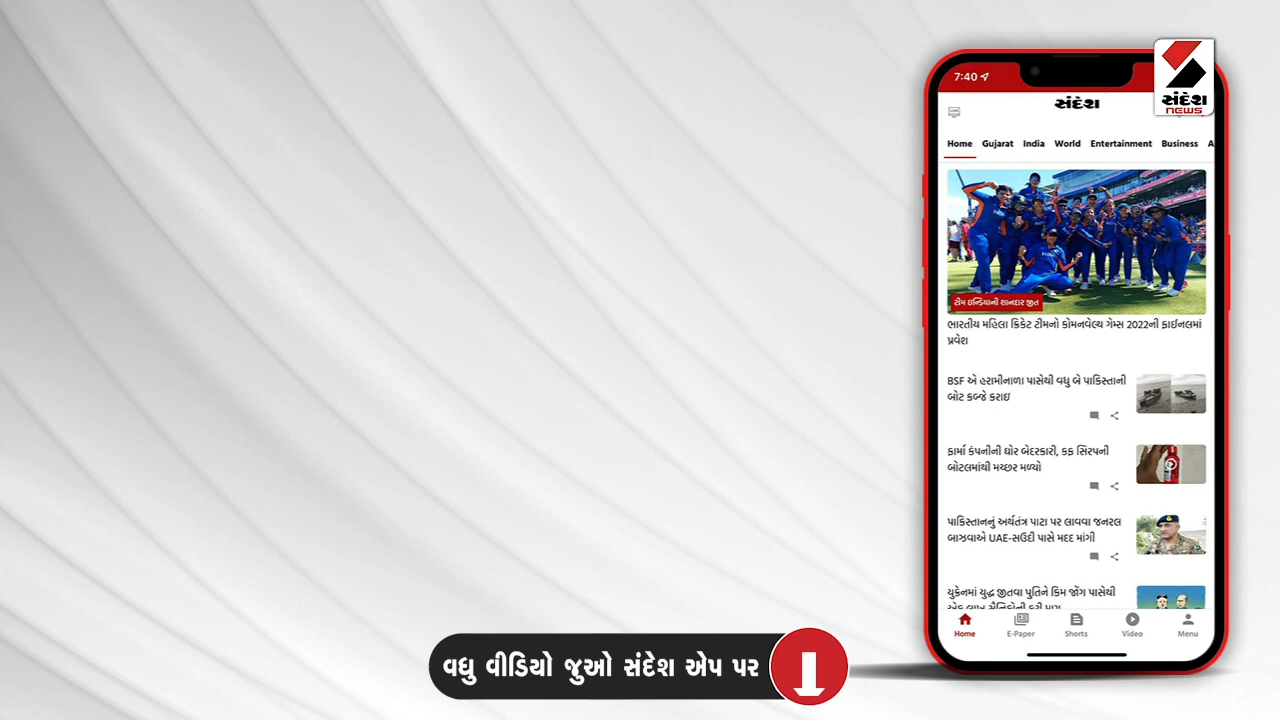 સંદેશ
NEWS
7:40
સંદેશ
Home Gujarat India World Entertainment Business A
ટીમ ઇન્ડિયાની શાનદાર જીત
ભારતીય મહિલા ક્રિકેટ ટીમનો કોમનવેલ્થ ગેમ્સ 2022ની ફાઈનલમાં
પ્રવેશ
BSF એ હરામીનાળા પાસેથી વધુ બે પાકિસ્તાની
બોટ કબ્જે કરાઇ
ફાર્મા કંપનીની ઘોર બેદરકારી, કફ સિરપની
બોટલમાંથી મચ્છર મળ્યો
પાકિસ્તાનનું અર્થતંત્ર પાટા પર લાવવા જનરલ
બાઝવાએ UAE-સઉદી પાસે મદદ માંગી
યુક્રેનમાં યુદ્ધ જીતવા પુતિને કિમ જોંગ પાસેથી
Home E-Paper Shorts Video Menu
વધુ વીડિયો જુઓ સંદેશ એપ પર